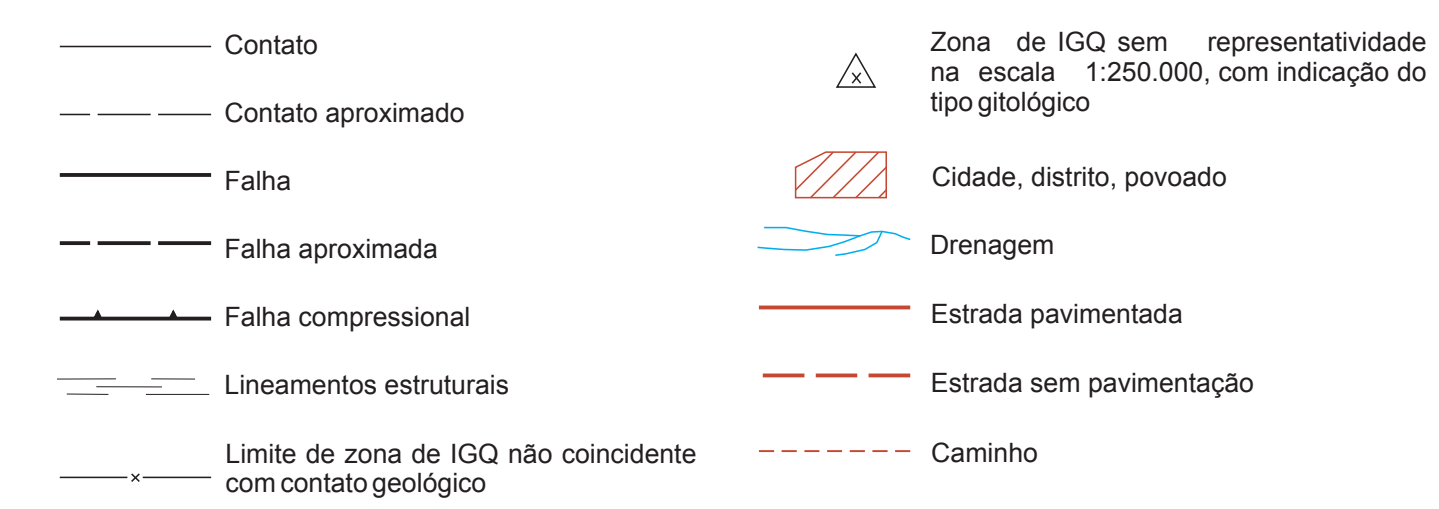 Contato
Contato aproximado
Falha
Falha aproximada
Falha compressional
Lineamentos estruturais
x
Limite de zona de IGQ não coincidente
com contato geológico
x
Zona de IGQ sem representatividade
na escala 1:250.000, com indicação do
tipo gitológico
Cidade, distrito, povoado
Drenagem
Estrada pavimentada
Estrada sem pavimentação
Caminho